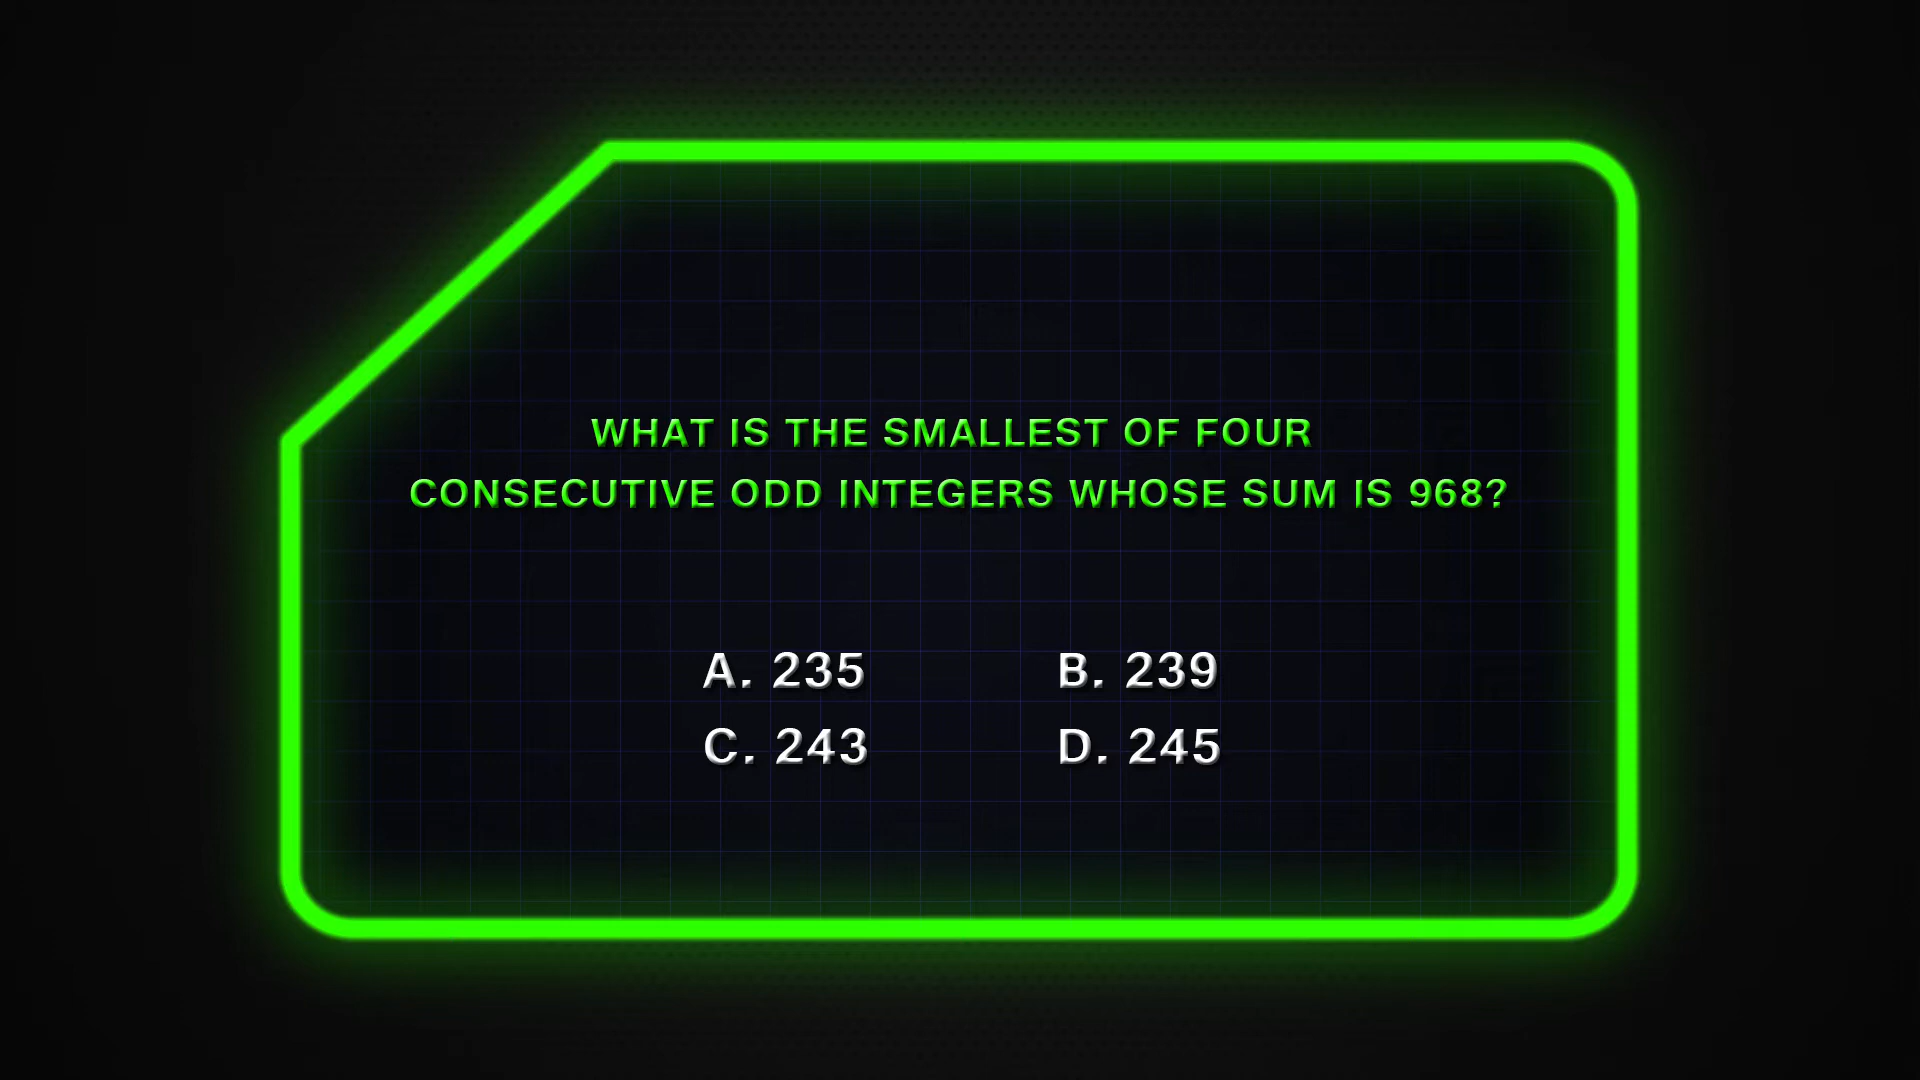 WHAT IS THE SMALLEST OF FOUR
CONSECUTIVE ODD INTEGERS WHOSE SUM IS 968?
A. 235 B. 239
C. 243 D. 245